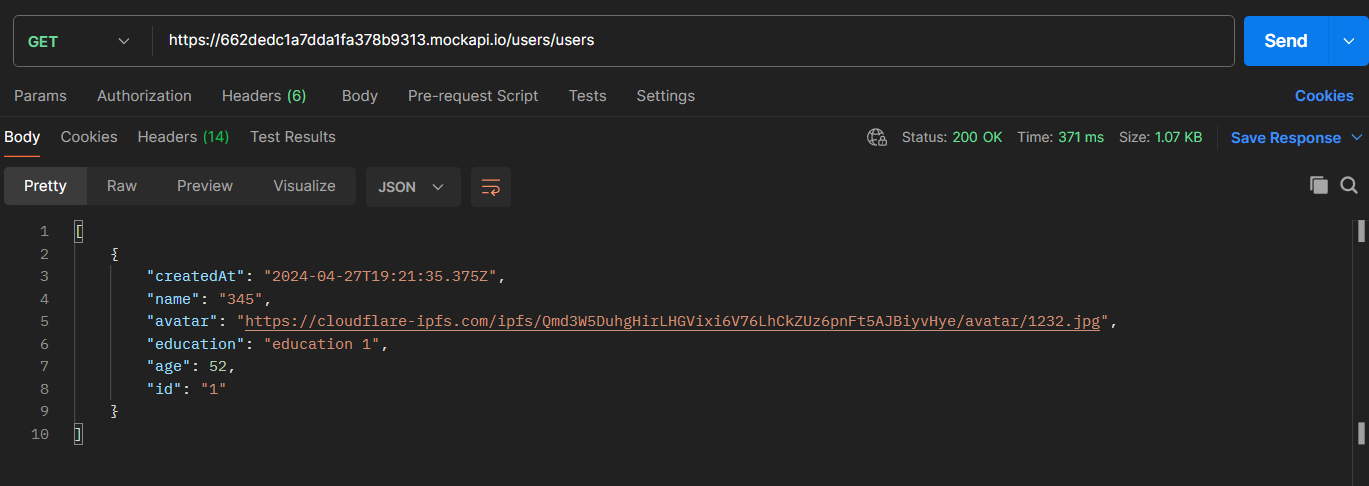 GET https://662dedc1a7dda1fa378b9313.mockapi.io/users/users Send
Params Authorization Headers (6) Body Pre-request Script Tests Settings Cookies
Body Cookies Headers (14) Test Results Status: 200 OK Time: 371 ms Size: 1.07 KB Save Response
Pretty Raw Preview Visualize JSON
1 [
2 {
3 "createdAt": "2024-04-27T19:21:35.375Z",
4 "name": "345",
5 "avatar": "https://cloudflare-ipfs.com/ipfs/Qmd3W5DuhgHirLHGVixi6V76LhCkZUz6pnFt5AJBiyvHye/avatar/1232.jpg",
6 "education": "education 1",
7 "age": 52,
8 "id": "1"
9 }
10 ]